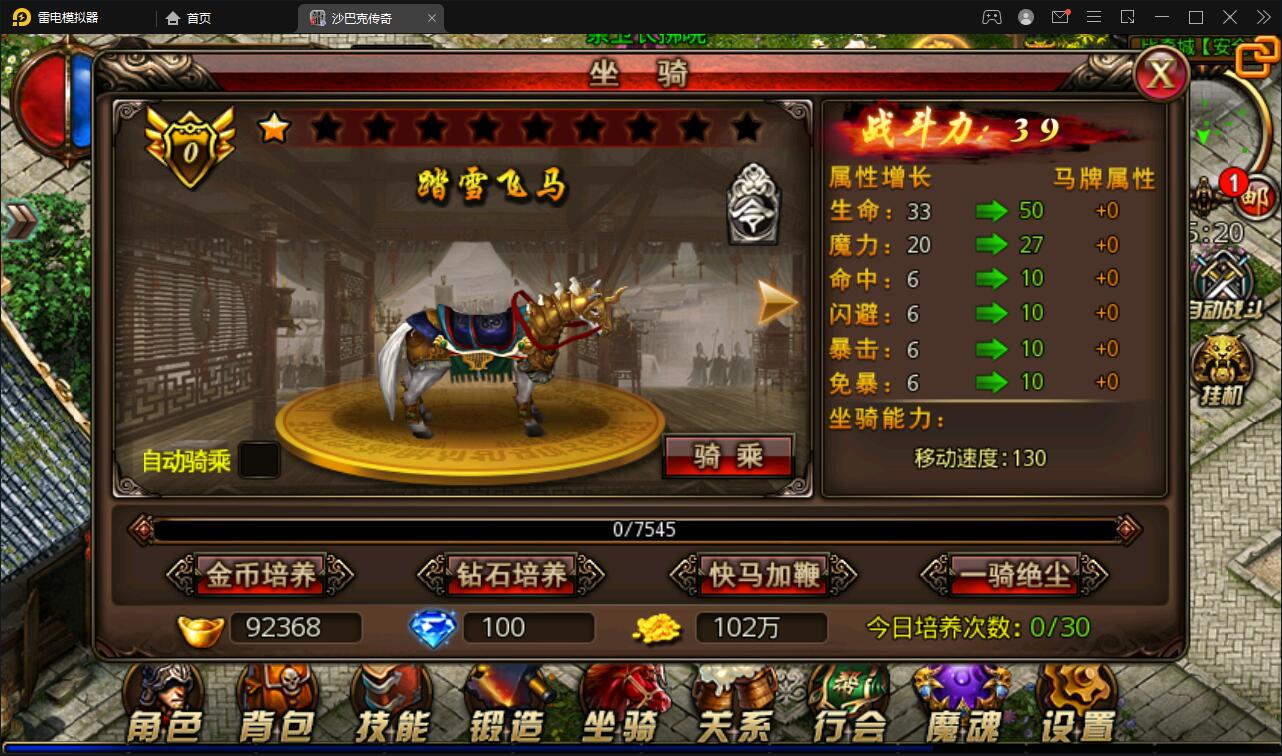 雷电模拟器
首页
沙巴克传奇
坐 骑
0
踏雪飞马
令
自动骑乘
骑 乘
战斗力：39
属性增长 马牌属性
生命：33 50 +0
魔力：20 27 +0
命中：6 10 +0
闪避：6 10 +0
暴击：6 10 +0
免暴：6 10 +0
坐骑能力：
移动速度：130
1
邮
5:20
自动战斗
挂机
0/7545
金币培养 钻石培养 快马加鞭 一骑绝尘
92368 100 102万 今日培养次数：0/30
角色 背包 技能 锻造 坐骑 关系 行会 魔魂 设置
帮